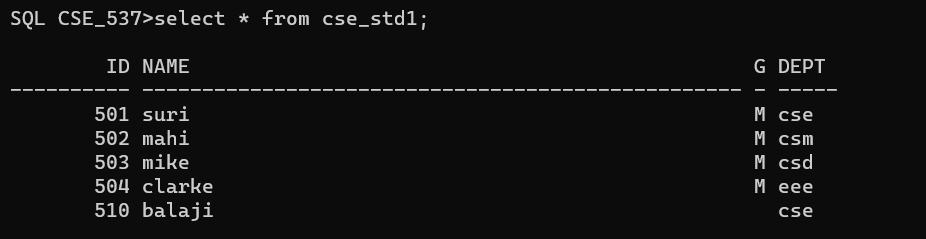 SQL CSE_537>select * from cse_std1;
        ID NAME                                               G DEPT
---------- -------------------------------------------------- - -----
       501 suri                                               M cse
       502 mahi                                               M csm
       503 mike                                               M csd
       504 clarke                                             M eee
       510 balaji                                               cse